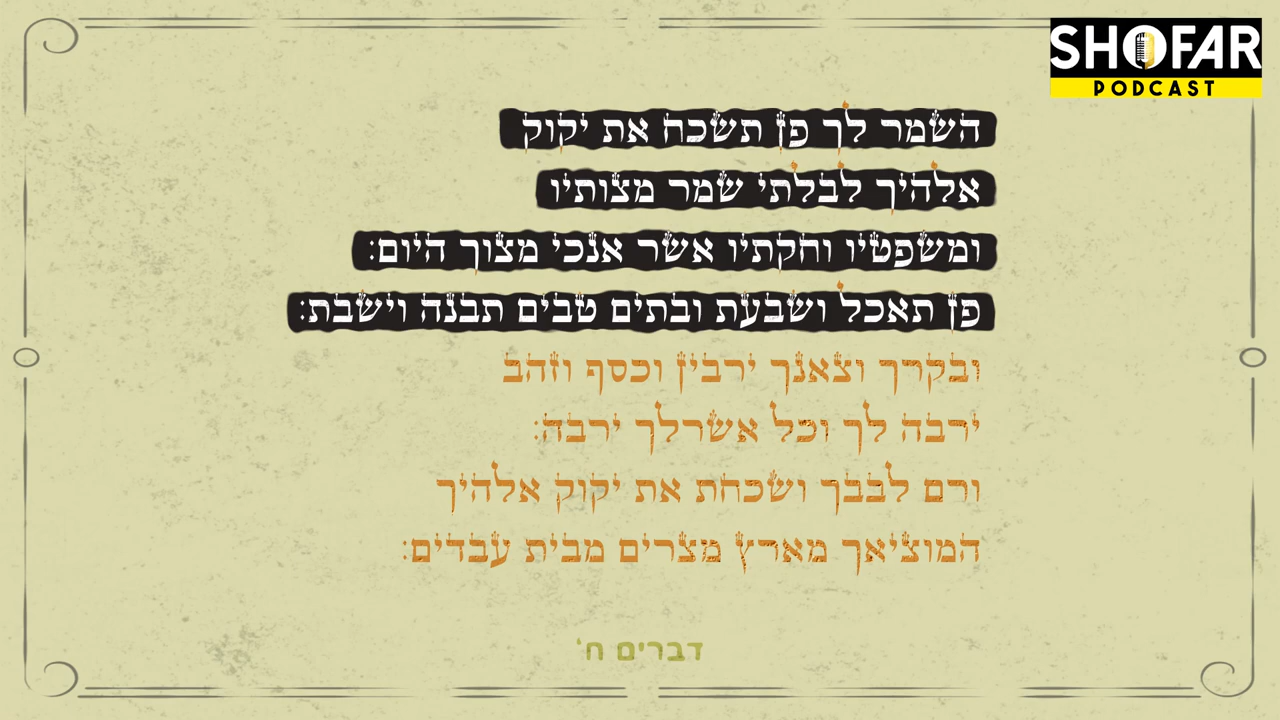 SHOFAR
PODCAST
השמר לך פן תשכח את יקוק
אלהיך לבלתי שמר מצותיו
ומשפטיו וחקתיו אשר אנכי מצוך היום:
פן תאכל ושבעת ובתים טבים תבנה וישבת:
ובקרך וצאנך ירבין וכסף וזהב
ירבה לך וכל אשרלך ירבה:
ורם לבבך ושכחת את יקוק אלהיך
המוציאך מארץ מצרים מבית עבדים:
דברים ח'